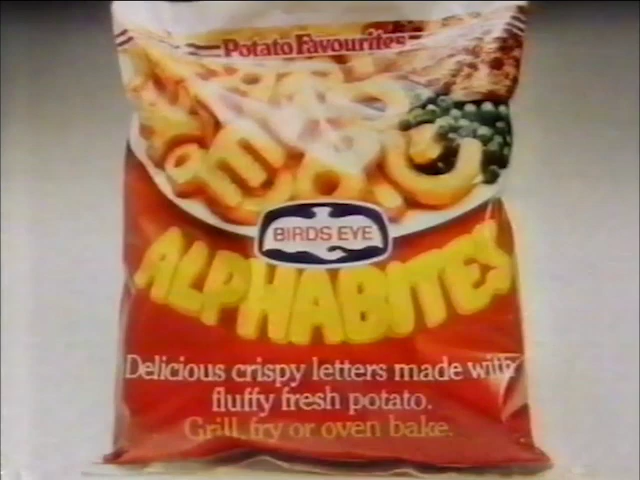 Potato Favourites
BIRDS EYE
ALPHABITES
Delicious crispy letters made with
fluffy fresh potato.
Grill, fry or oven bake.